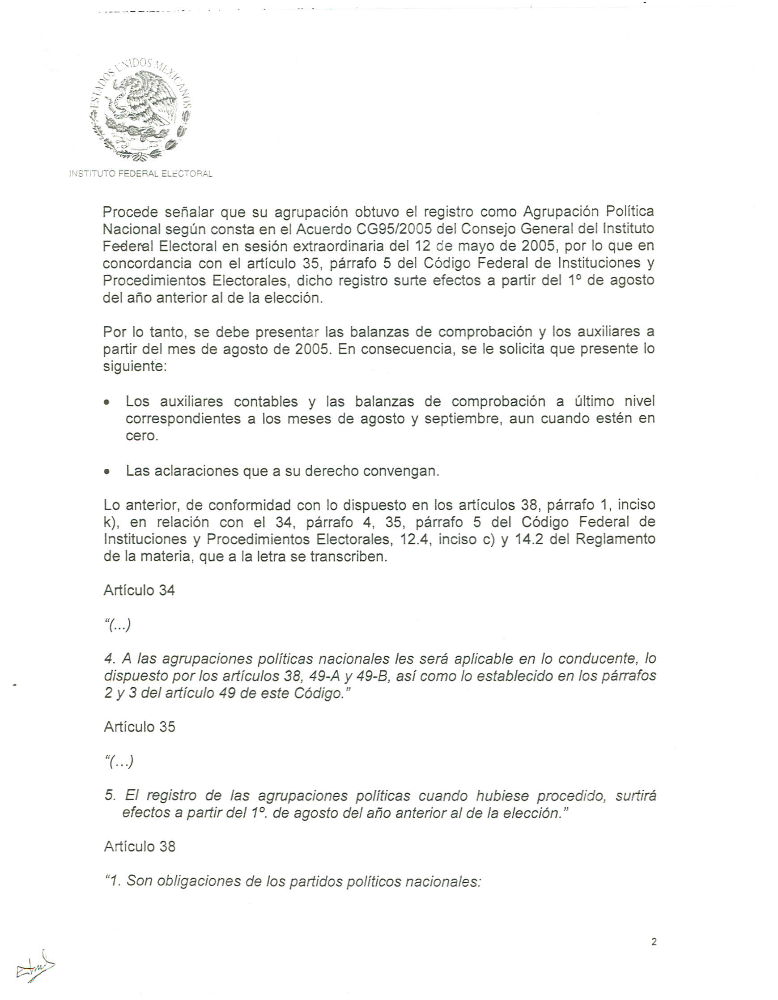 ESTADOS UNIDOS MEXICANOS
INSTITUTO FEDERAL ELECTORAL
Procede señalar que su agrupación obtuvo el registro como Agrupación Política
Nacional según consta en el Acuerdo CG95/2005 del Consejo General del Instituto
Federal Electoral en sesión extraordinaria del 12 de mayo de 2005, por lo que en
concordancia con el artículo 35, párrafo 5 del Código Federal de Instituciones y
Procedimientos Electorales, dicho registro surte efectos a partir del 1º de agosto
del año anterior al de la elección.
Por lo tanto, se debe presentar las balanzas de comprobación y los auxiliares a
partir del mes de agosto de 2005. En consecuencia, se le solicita que presente lo
siguiente:
• Los auxiliares contables y las balanzas de comprobación a último nivel
correspondientes a los meses de agosto y septiembre, aun cuando estén en
cero.
• Las aclaraciones que a su derecho convengan.
Lo anterior, de conformidad con lo dispuesto en los artículos 38, párrafo 1, inciso
k), en relación con el 34, párrafo 4, 35, párrafo 5 del Código Federal de
Instituciones y Procedimientos Electorales, 12.4, inciso c) y 14.2 del Reglamento
de la materia, que a la letra se transcriben.
Artículo 34
“(...)
4. A las agrupaciones políticas nacionales les será aplicable en lo conducente, lo
dispuesto por los artículos 38, 49-A y 49-B, así como lo establecido en los párrafos
2 y 3 del artículo 49 de este Código.”
Artículo 35
“(...)
5. El registro de las agrupaciones políticas cuando hubiese procedido, surtirá
efectos a partir del 1º. de agosto del año anterior al de la elección.”
Artículo 38
“1. Son obligaciones de los partidos políticos nacionales:
2